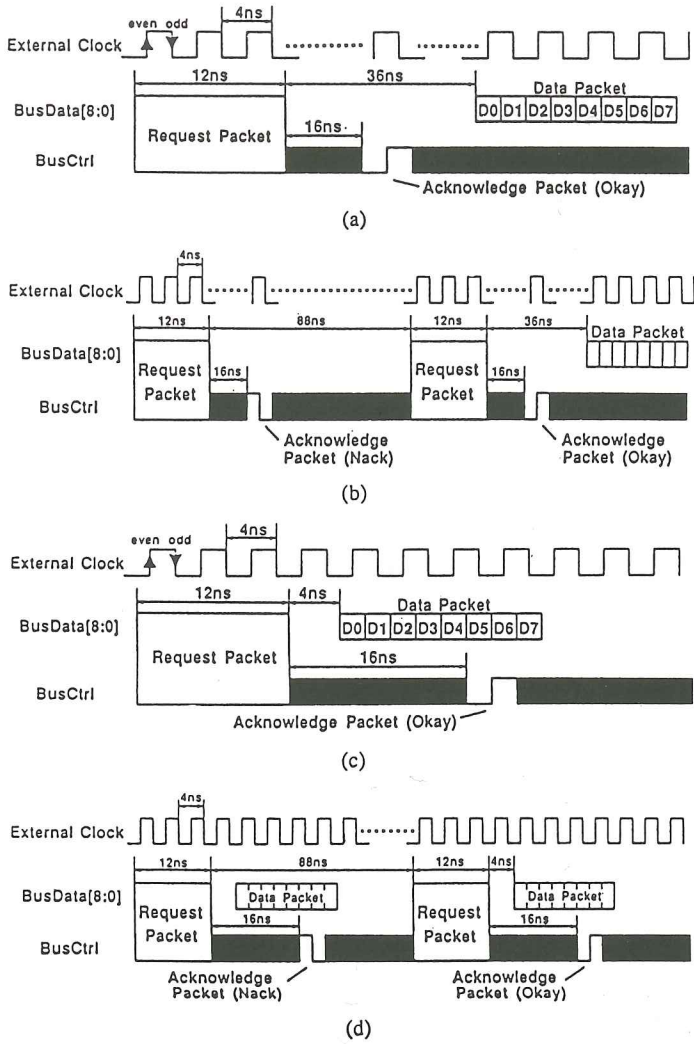 4ns
even odd
External Clock
12ns
36ns
Data Packet
BusData[8:0]
D0 D1 D2 D3 D4 D5 D6 D7
Request Packet
16ns
BusCtrl
Acknowledge Packet (Okay)
(a)
4ns
External Clock
12ns
88ns
12ns
36ns
Data Packet
BusData[8:0]
Request
Packet
Request
Packet
16ns
16ns
BusCtrl
Acknowledge
Packet (Nack)
Acknowledge
Packet (Okay)
(b)
even odd
4ns
External Clock
12ns
4ns
Data Packet
BusData[8:0]
D0 D1 D2 D3 D4 D5 D6 D7
Request Packet
16ns
BusCtrl
Acknowledge Packet (Okay)
(c)
4ns
External Clock
12ns
88ns
12ns
4ns
BusData[8:0]
Request
Packet
Data Packet
Request
Packet
Data Packet
16ns
16ns
BusCtrl
Acknowledge
Packet (Nack)
Acknowledge
Packet (Okay)
(d)